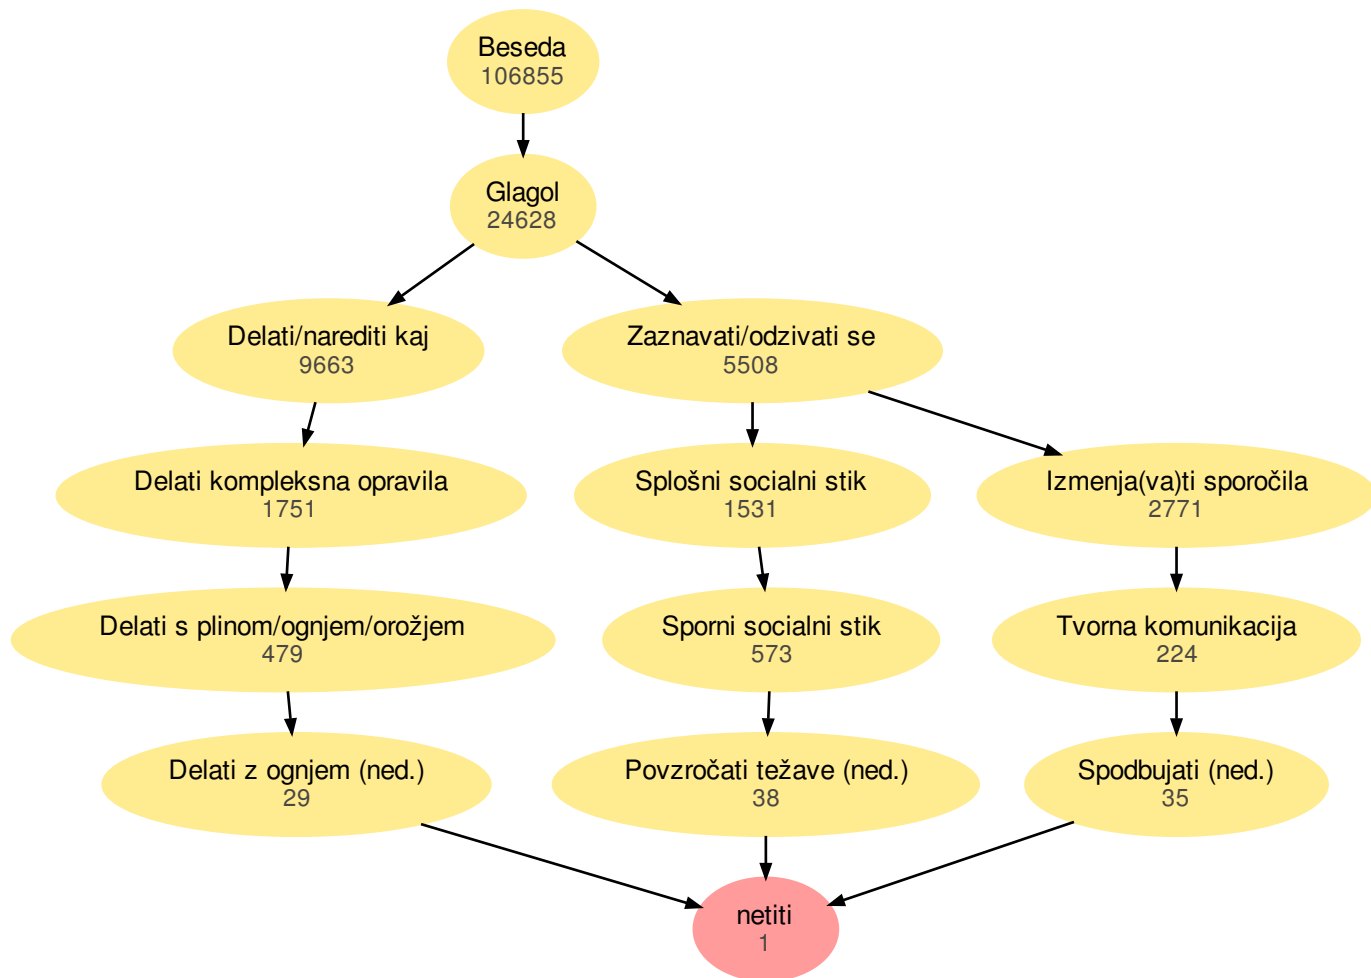 Beseda
106855
Glagol
24628
Delati/narediti kaj
9663
Zaznavati/odzivati se
5508
Delati kompleksna opravila
1751
Splošni socialni stik
1531
Izmenja(va)ti sporočila
2771
Delati s plinom/ognjem/orožjem
479
Sporni socialni stik
573
Tvorna komunikacija
224
Delati z ognjem (ned.)
29
Povzročati težave (ned.)
38
Spodbujati (ned.)
35
netiti
1